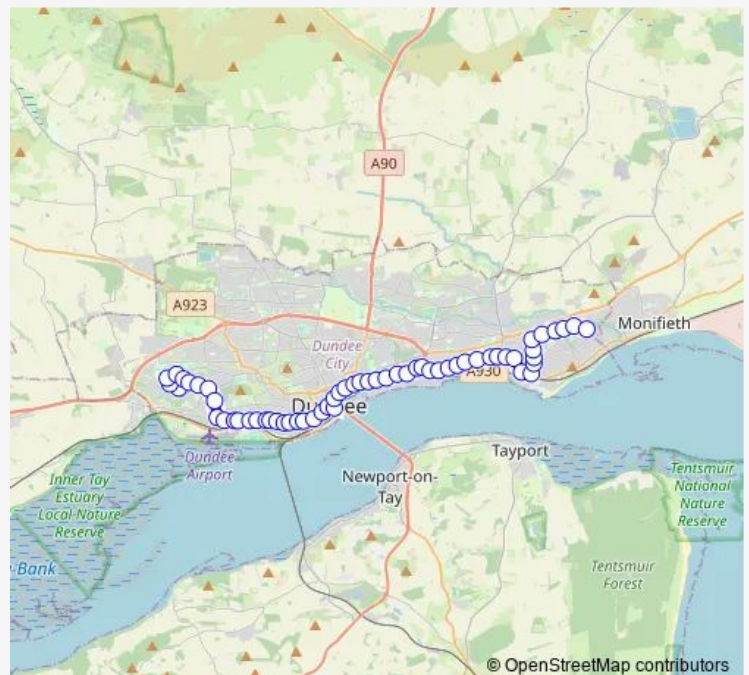 A90
A923
Monifieth
Dundee
City
A930
Dundee
Dundee
Airport
Tayport
Inner Tay
Estuary
Local Nature
Reserve
Newport-on-
Tay
Tentsmuir
National
Nature
Reserve
Bank
Tentsmuir
Forest
© OpenStreetMap contributors